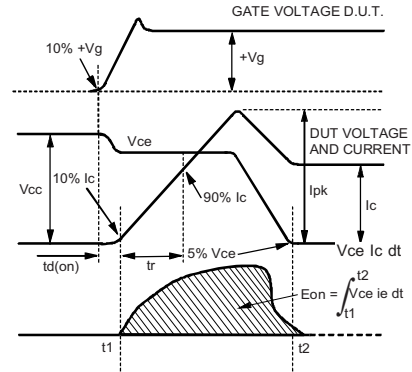 GATE VOLTAGE D.U.T.
10% +Vg
+Vg
Vce
DUT VOLTAGE
AND CURRENT
Vcc
10% Ic
90% Ic
Ipk
Ic
td(on)
tr
5% Vce
Vce Ic dt
Eon = ∫ Vce ie dt
t2
t1
t1
t2